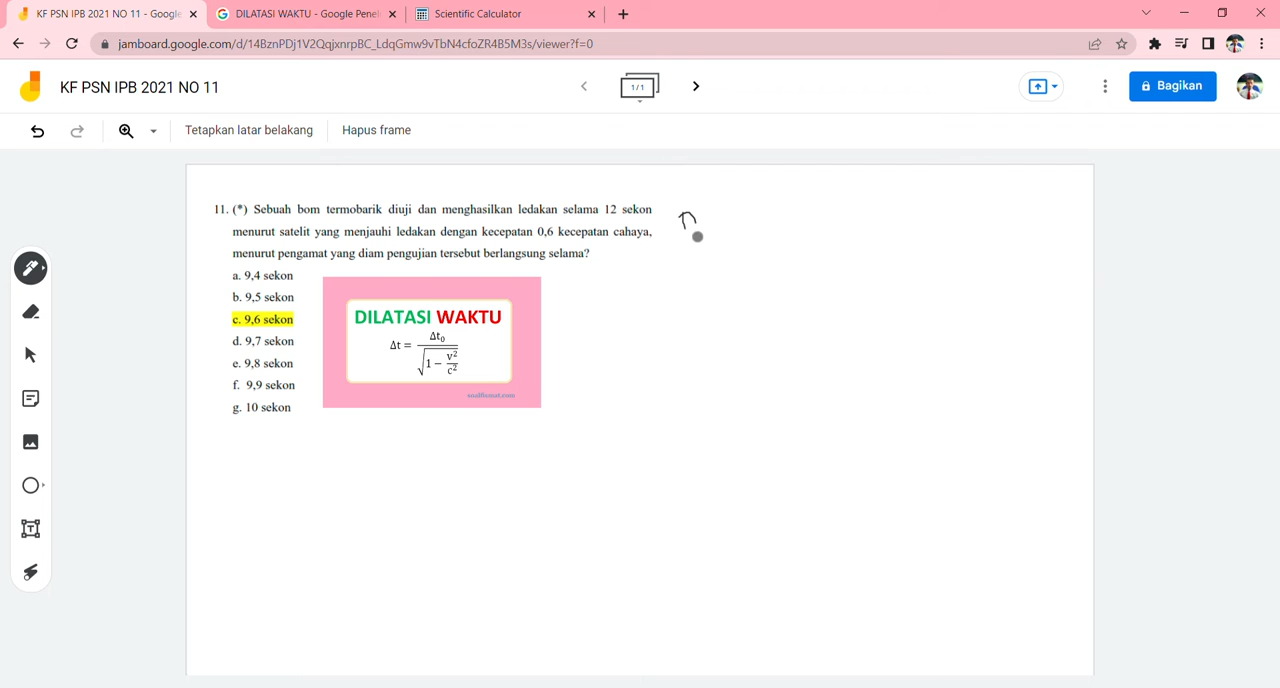 KF PSN IPB 2021 NO 11 - Google
DILATASI WAKTU - Google Penel
Scientific Calculator
jamboard.google.com/d/14BznPDj1V2QqjxnrpBC_LdqGmw9vTbN4cfoZR4B5M3s/viewer?f=0
KF PSN IPB 2021 NO 11
1/1
Bagikan
Tetapkan latar belakang
Hapus frame
11. (*) Sebuah bom termobarik diuji dan menghasilkan ledakan selama 12 sekon
menurut satelit yang menjauhi ledakan dengan kecepatan 0,6 kecepatan cahaya,
menurut pengamat yang diam pengujian tersebut berlangsung selama?
a. 9,4 sekon
b. 9,5 sekon
c. 9,6 sekon
d. 9,7 sekon
e. 9,8 sekon
f. 9,9 sekon
g. 10 sekon
DILATASI WAKTU
Δt = Δt₀ / √(1 − v²/c²)
soalfismat.com